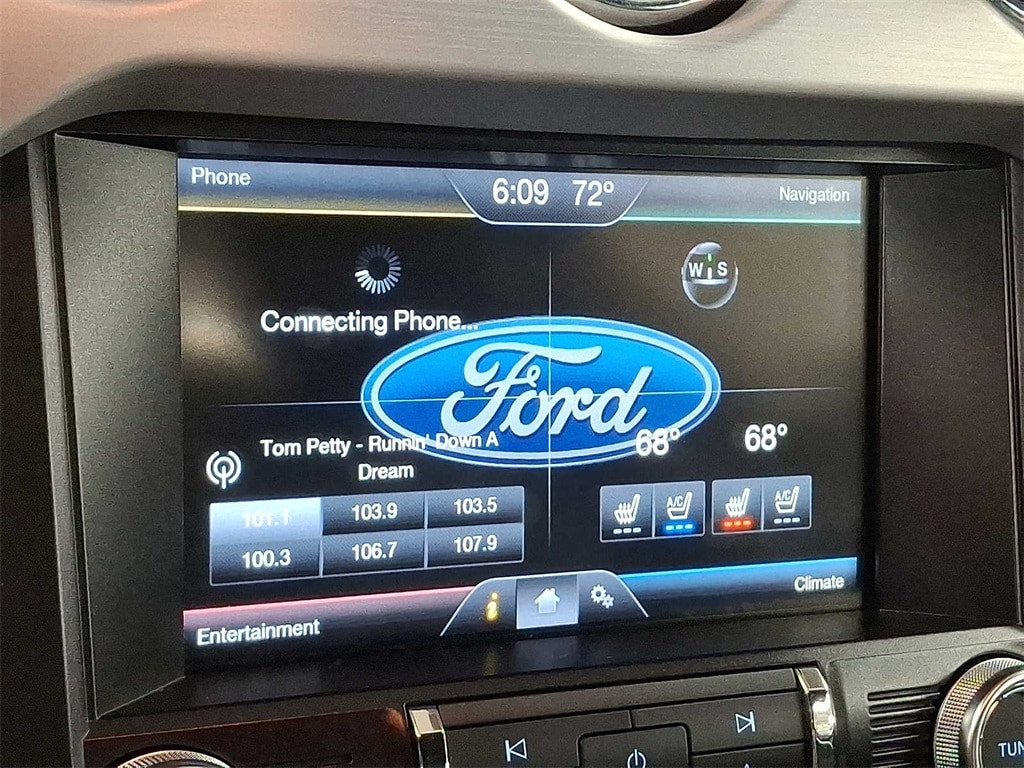 Phone
6:09 72°
Navigation
W S
Connecting Phone...
Ford
Tom Petty - Runnin' Down A
Dream
68° 68°
A/C A/C
101.1 103.9 103.5
100.3 106.7 107.9
Climate
Entertainment
i
TUN